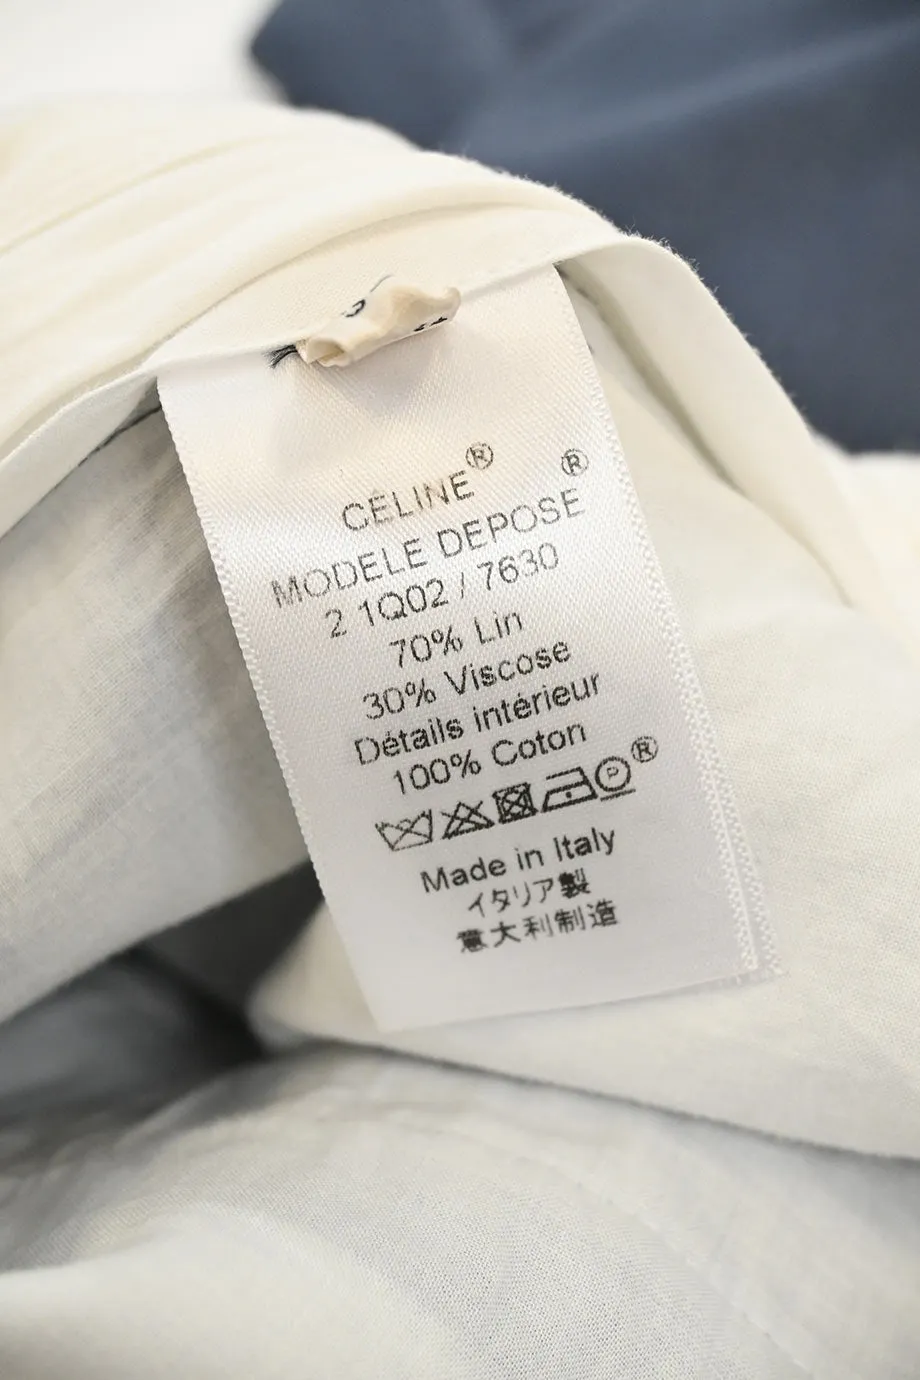 CELINE®
MODELE DEPOSE®
2 1Q02 / 7630
70% Lin
30% Viscose
Détails intérieur
100% Coton
P ®
Made in Italy
イタリア製
意大利制造